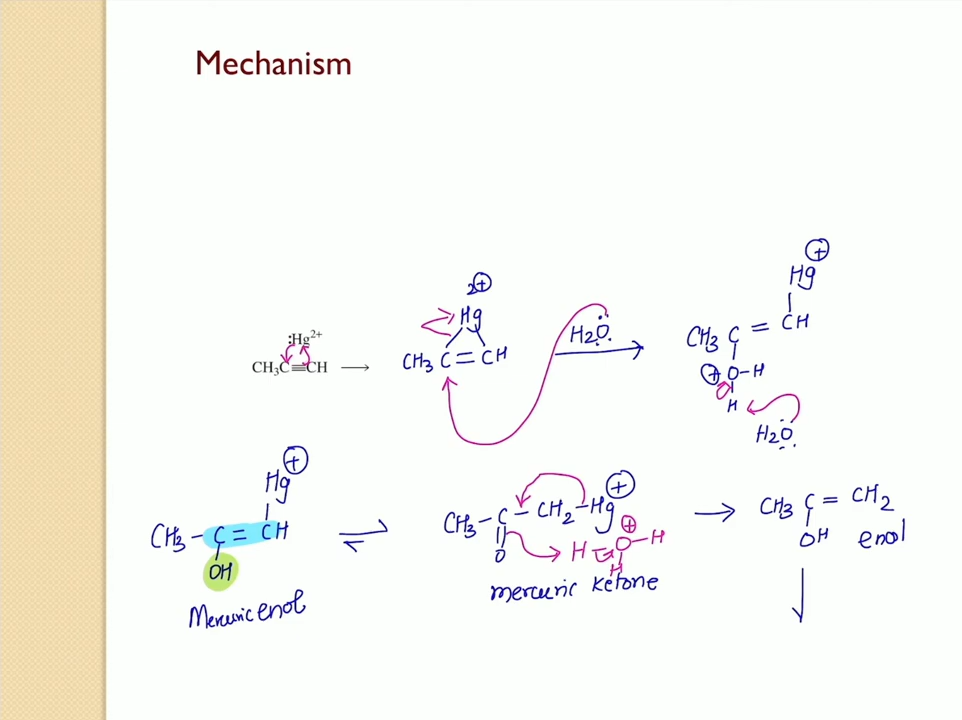 Mechanism
:Hg²⁺
CH₃C≡CH ⟶
2⊕
Hg
CH₃ C = CH
H₂Ö:
⊕
Hg
CH₃ C = CH
⊕ O-H
H
H₂O
⊕
Hg
CH₃ - C = CH
OH
Mercuric enol
⇌
CH₃ - C - CH₂ - Hg ⊕
O
H - O - H
⊕
H
mercuric ketone
⟶
CH₃ C = CH₂
OH
enol